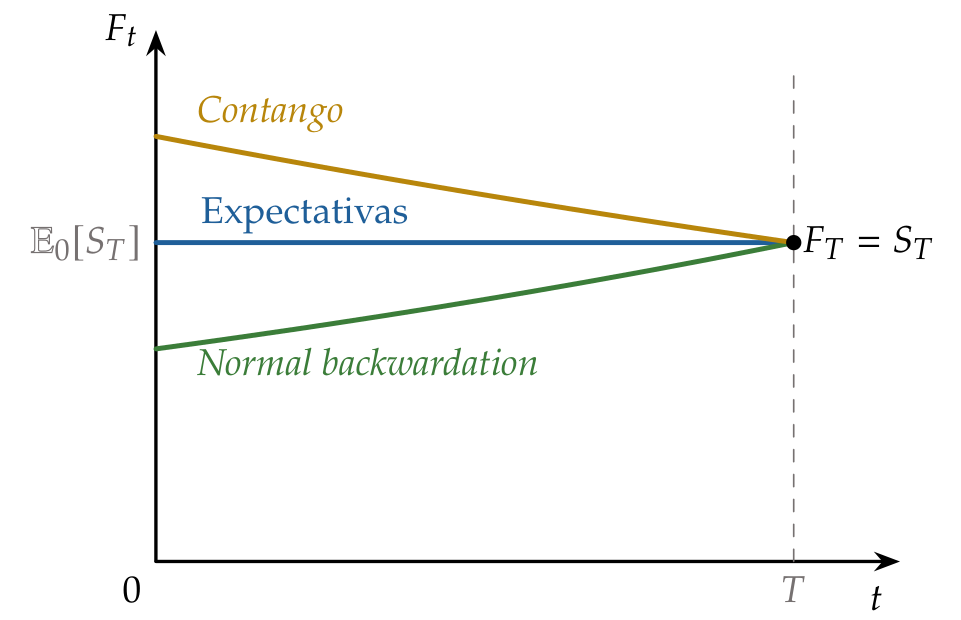 F_t
Contango
Expectativas
𝔼_0[S_T]
F_T = S_T
Normal backwardation
0
T
t